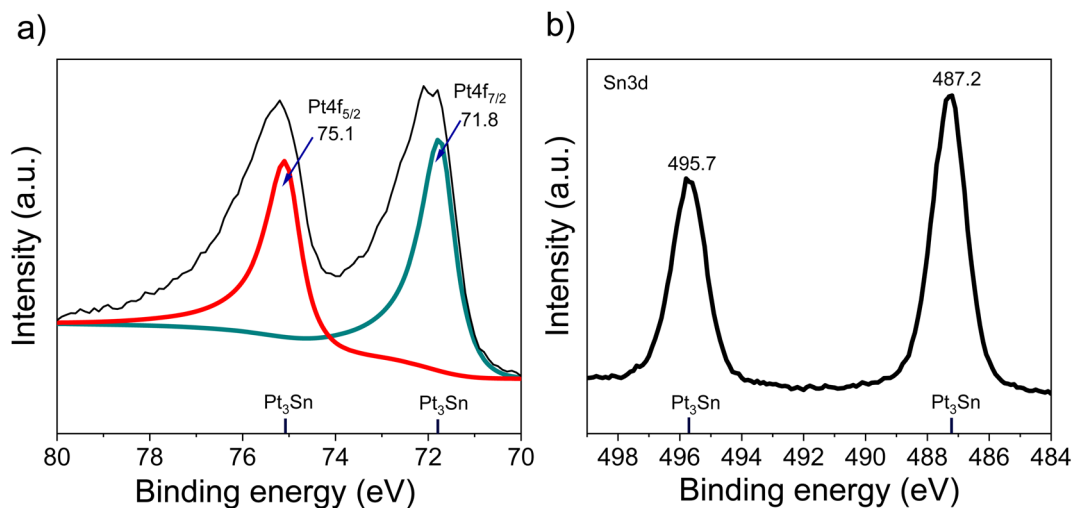 a)
Pt4f5/2
75.1
Pt4f7/2
71.8
Intensity (a.u.)
Pt3Sn
Pt3Sn
80 78 76 74 72 70
Binding energy (eV)
b)
Sn3d
495.7
487.2
Intensity (a.u.)
Pt3Sn
Pt3Sn
498 496 494 492 490 488 486 484
Binding energy (eV)